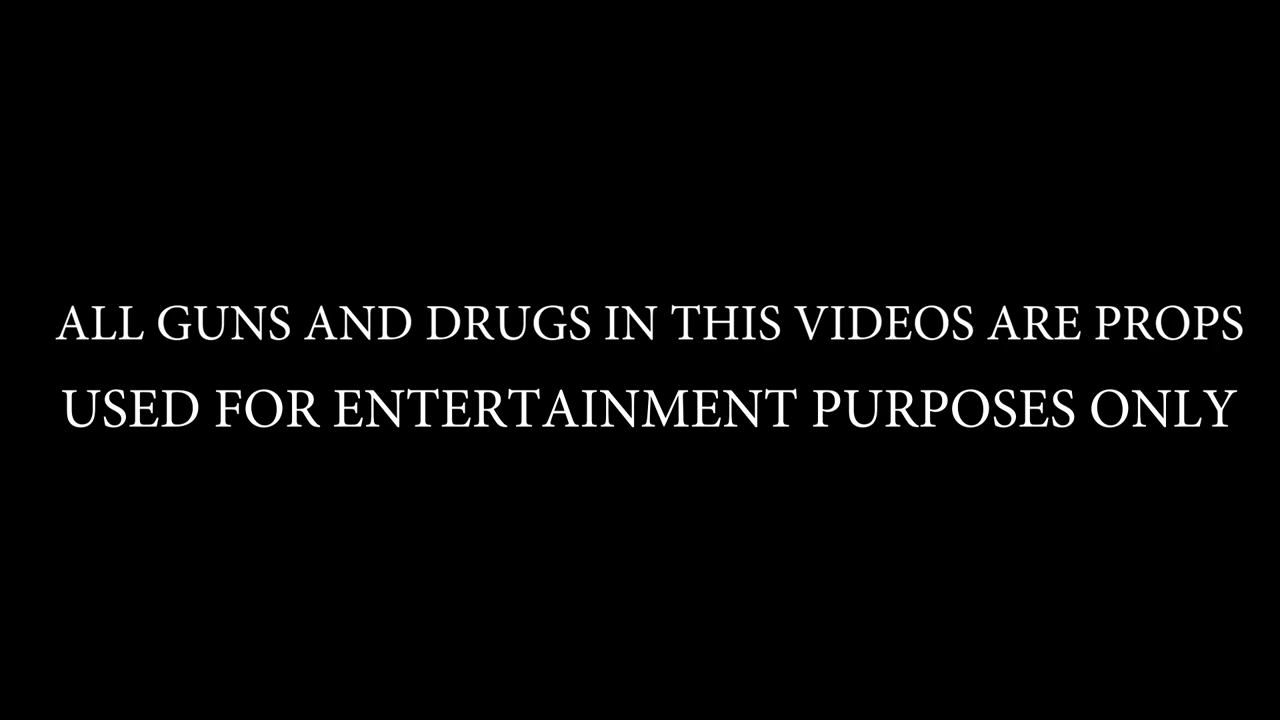 ALL GUNS AND DRUGS IN THIS VIDEOS ARE PROPS
USED FOR ENTERTAINMENT PURPOSES ONLY